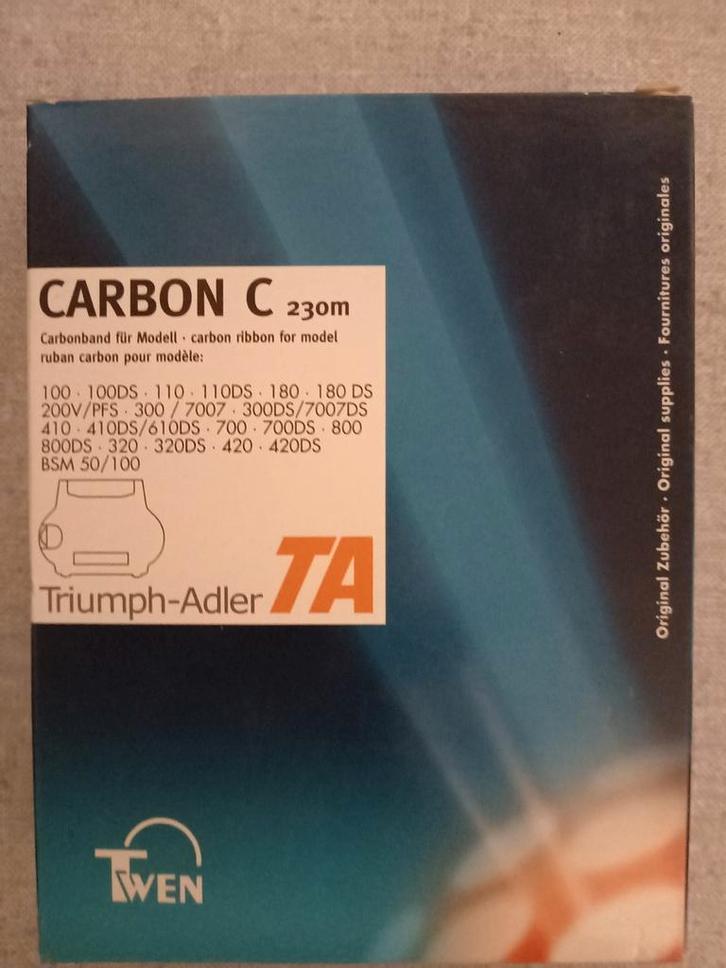 CARBON C 230m
Carbonband für Modell · carbon ribbon for model
ruban carbon pour modèle:
100 · 100DS · 110 · 110DS · 180 · 180 DS
200V/PFS · 300 / 7007 · 300DS/7007DS
410 · 410DS/610DS · 700 · 700DS · 800
800DS · 320 · 320DS · 420 · 420DS
BSM 50/100
Triumph-Adler TA
TWEN
Original Zubehör · Original supplies · Fournitures originales